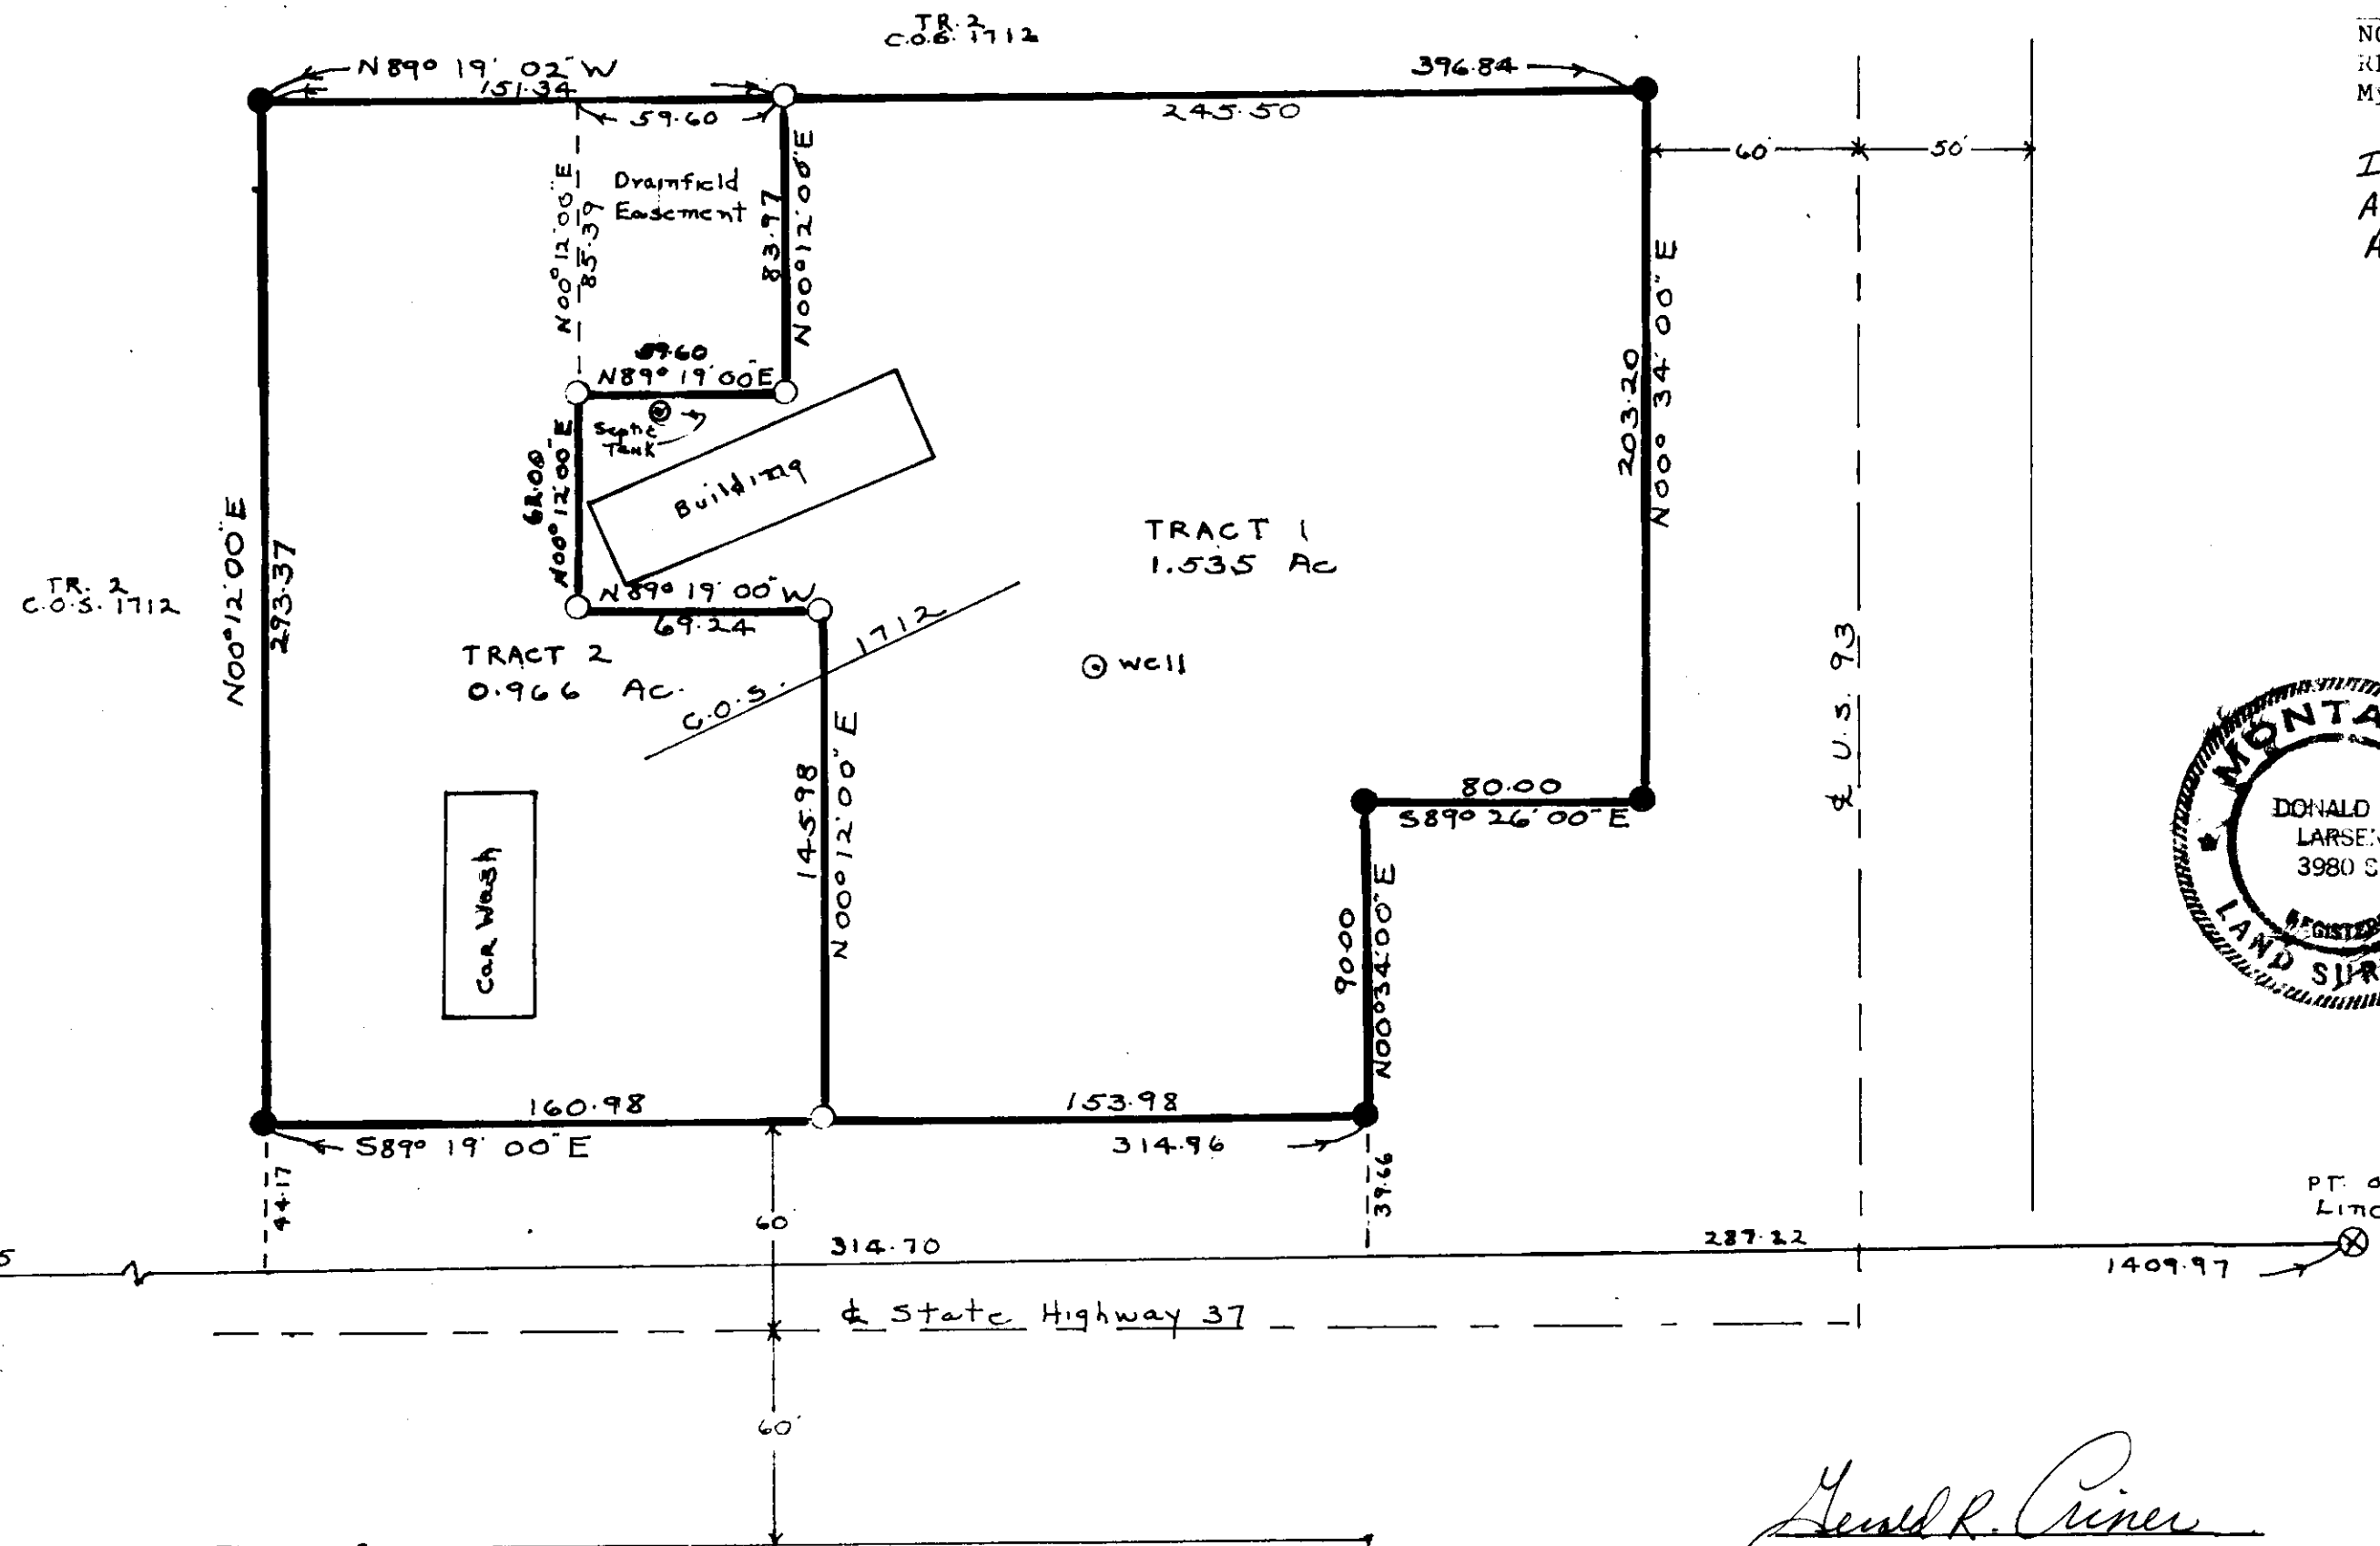 TR. 2
C.O.S. 1712
N89° 19' 02" W
151.34
396.84
59.60
245.50
60'
50'
Drainfield
Easement
N00°12'00"E
85.39
83.97
N00°12'00"E
N00° 34' 00" E
203.20
59.60
N89° 19' 00" E
Septic
Tank
N00°12'00"E
Building
TRACT 1
1.535 Ac
N89° 19' 00" W
69.24
N00°12'00"E
293.37
TR. 2
C.O.S. 1712
TRACT 2
0.966 Ac.
C.O.S. 1712
well
℄ U.S. 93
145.98
N00°12'00"E
80.00
S89° 26' 00" E
Car Wash
90.00
N00°34'00"E
MONTA
DONALD
LARSEN
3980 S
REGISTER
LAND SUR
160.98
153.98
S89° 19' 00" E
314.96
44.17
39.66
60
314.70
287.22
1409.97
PT.
5
℄ State Highway 37
60'
Gerald R. Criner